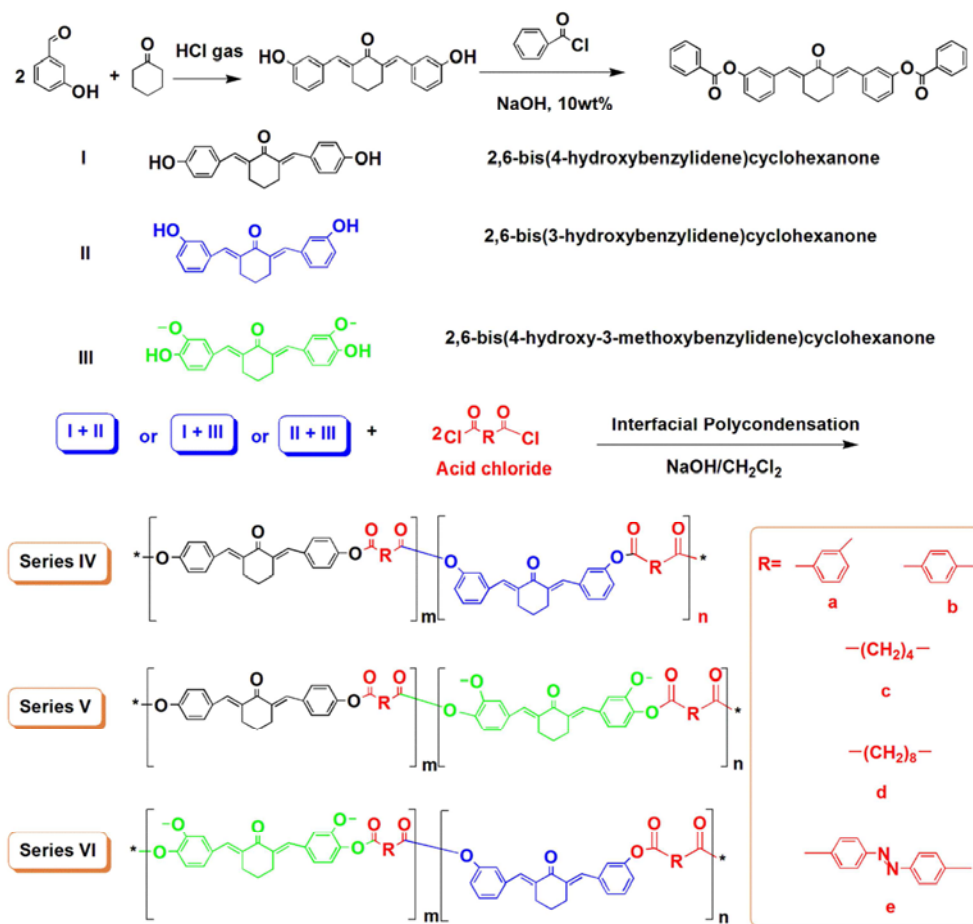 O
O
HCl gas
HO
O
OH
O
Cl
O
O
O
O
O
2
+
OH
NaOH, 10wt%
I
HO
O
OH
2,6-bis(4-hydroxybenzylidene)cyclohexanone
II
HO
O
OH
2,6-bis(3-hydroxybenzylidene)cyclohexanone
III
−O
O
O−
HO
OH
2,6-bis(4-hydroxy-3-methoxybenzylidene)cyclohexanone
I + II or I + III or II + III +
O O
2Cl R Cl
Acid chloride
Interfacial Polycondensation
NaOH/CH2Cl2
Series IV
* O O O O O R m O O O O O R n *
Series V
* O O O O O R m −O O O O− O O O R n *
Series VI
* −O O O O− O O O R m O O O O O R n *
R=
a
b
−(CH2)4−
c
−(CH2)8−
d
N
N
e